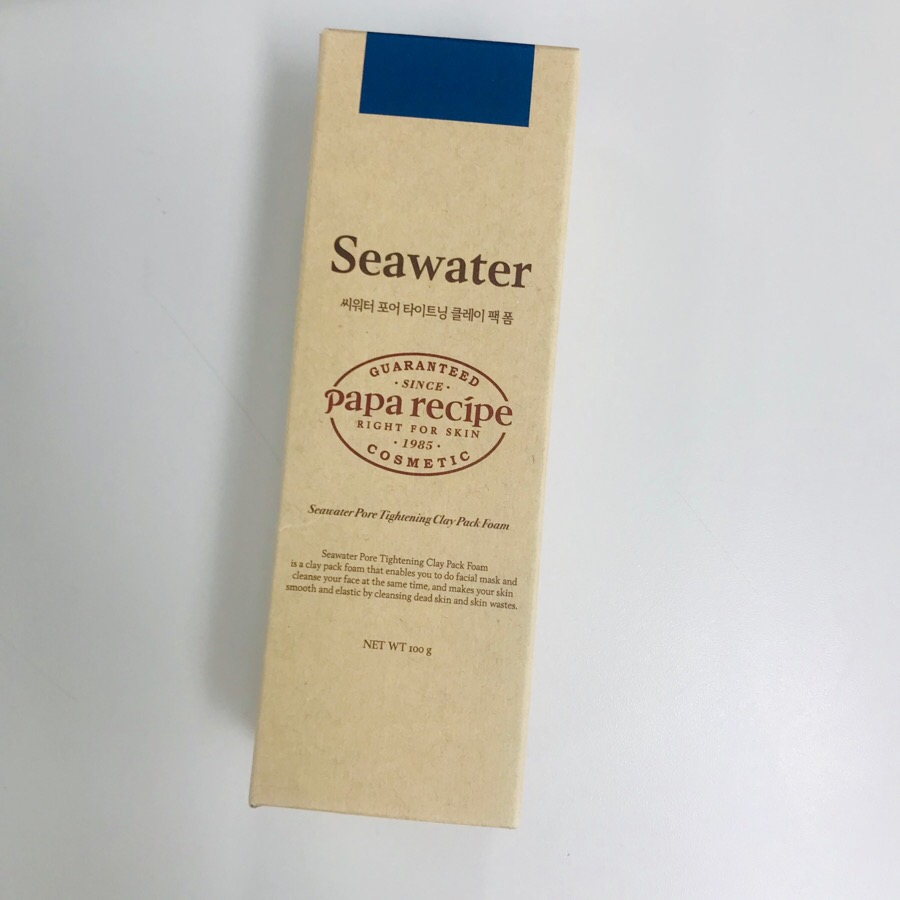 Seawater
씨워터 포어 타이트닝 클레이 팩 폼
GUARANTEED
· SINCE ·
papa recipe
RIGHT FOR SKIN
· 1985 ·
COSMETIC
Seawater Pore Tightening Clay Pack Foam
Seawater Pore Tightening Clay Pack Foam
is a clay pack foam that enables you to do facial mask and
cleanse your face at the same time, and makes your skin
smooth and elastic by cleansing dead skin and skin wastes.
NET WT 100 g